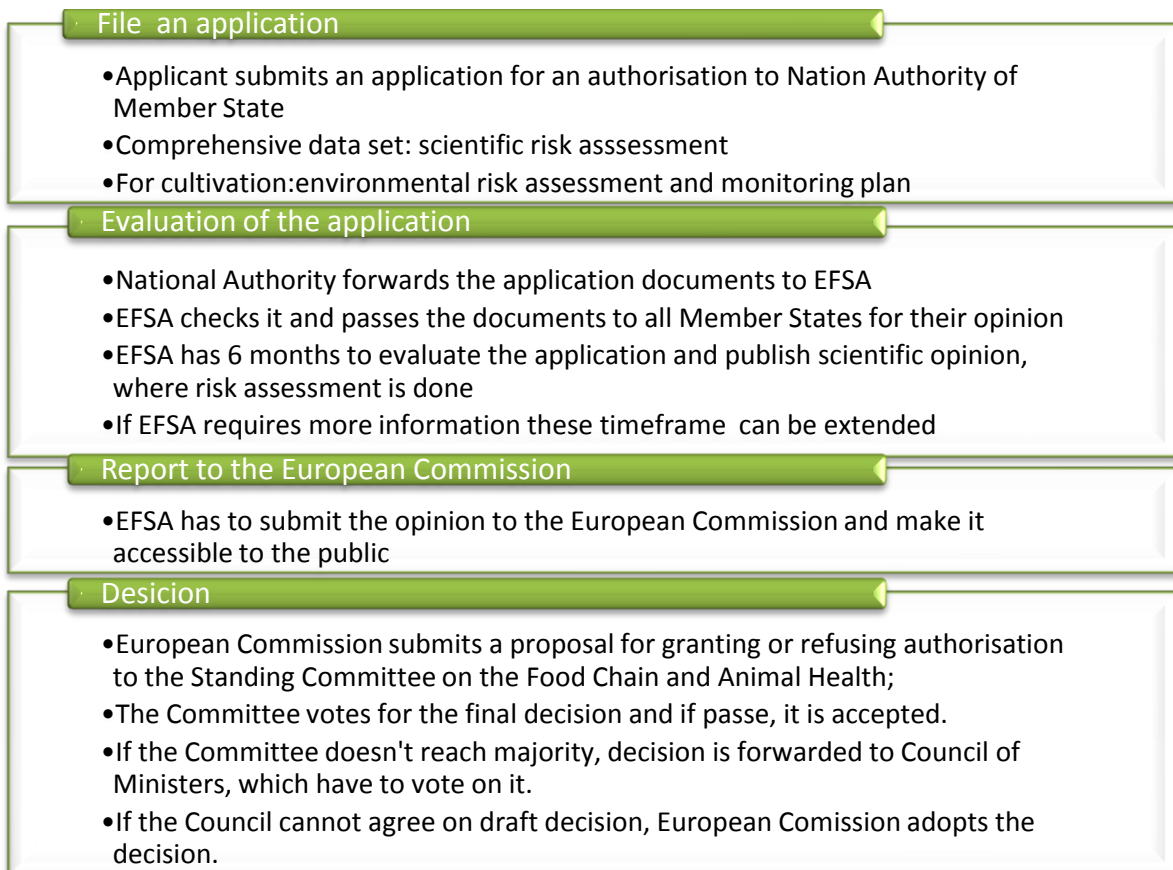 File  an application
•Applicant submits an application for an authorisation to Nation Authority of
Member State
•Comprehensive data set: scientific risk asssessment
•For cultivation:environmental risk assessment and monitoring plan
Evaluation of the application
•National Authority forwards the application documents to EFSA
•EFSA checks it and passes the documents to all Member States for their opinion
•EFSA has 6 months to evaluate the application and publish scientific opinion,
where risk assessment is done
•If EFSA requires more information these timeframe  can be extended
Report to the European Commission
•EFSA has to submit the opinion to the European Commission and make it
accessible to the public
Desicion
•European Commission submits a proposal for granting or refusing authorisation
to the Standing Committee on the Food Chain and Animal Health;
•The Committee votes for the final decision and if passe, it is accepted.
•If the Committee doesn't reach majority, decision is forwarded to Council of
Ministers, which have to vote on it.
•If the Council cannot agree on draft decision, European Comission adopts the
decision.